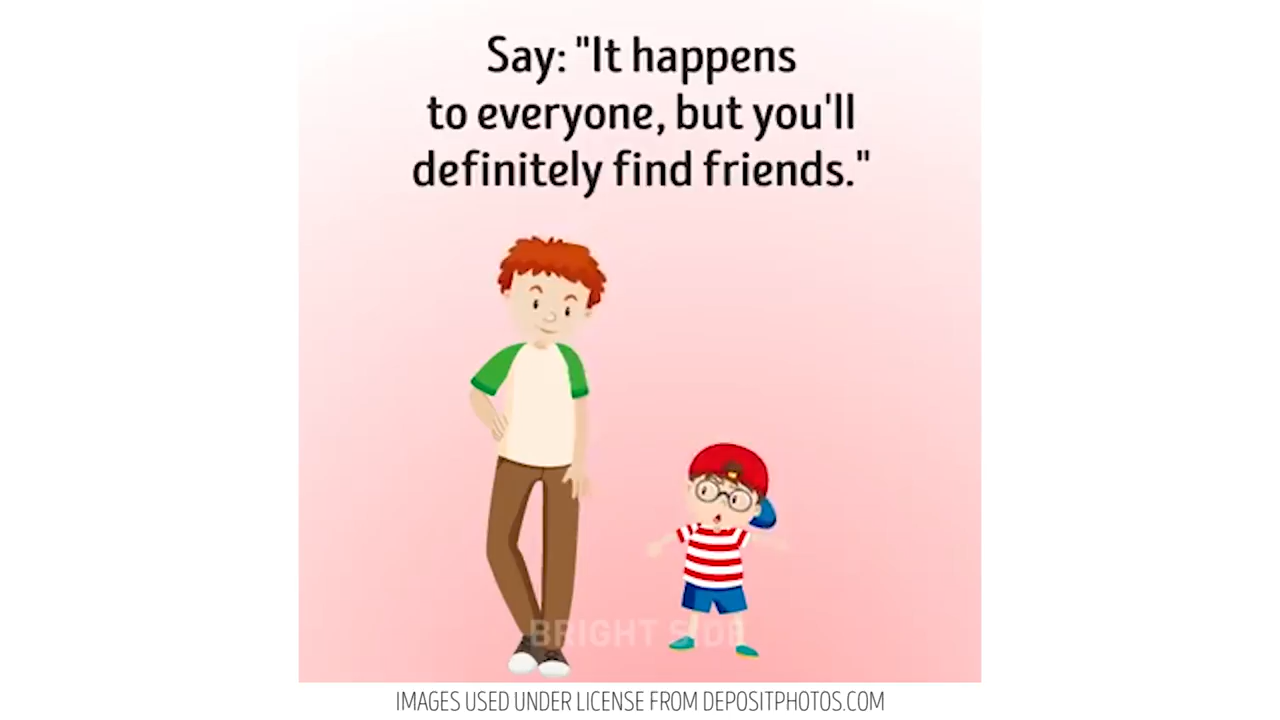 Say: "It happens
to everyone, but you'll
definitely find friends."
BRIGHT SIDE
IMAGES USED UNDER LICENSE FROM DEPOSITPHOTOS.COM